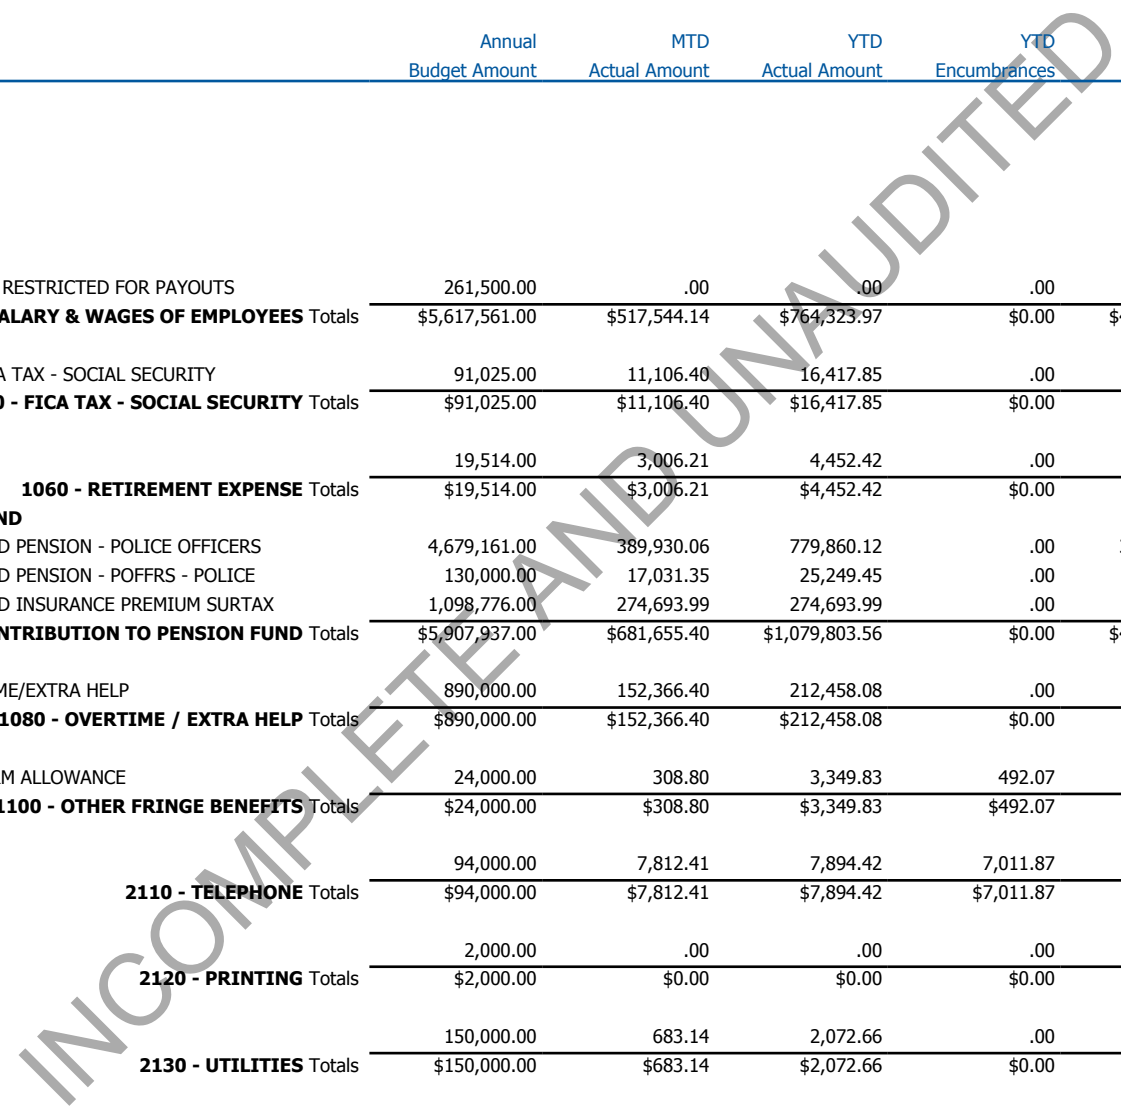 Annual MTD YTD YTD
Budget Amount Actual Amount Actual Amount Encumbrances
RESTRICTED FOR PAYOUTS 261,500.00 .00 .00 .00
ALARY & WAGES OF EMPLOYEES Totals $5,617,561.00 $517,544.14 $764,323.97 $0.00 $4
A TAX - SOCIAL SECURITY 91,025.00 11,106.40 16,417.85 .00
0 - FICA TAX - SOCIAL SECURITY Totals $91,025.00 $11,106.40 $16,417.85 $0.00
19,514.00 3,006.21 4,452.42 .00
1060 - RETIREMENT EXPENSE Totals $19,514.00 $3,006.21 $4,452.42 $0.00
ND
D PENSION - POLICE OFFICERS 4,679,161.00 389,930.06 779,860.12 .00
D PENSION - POFFRS - POLICE 130,000.00 17,031.35 25,249.45 .00
D INSURANCE PREMIUM SURTAX 1,098,776.00 274,693.99 274,693.99 .00
NTRIBUTION TO PENSION FUND Totals $5,907,937.00 $681,655.40 $1,079,803.56 $0.00 $4
ME/EXTRA HELP 890,000.00 152,366.40 212,458.08 .00
1080 - OVERTIME / EXTRA HELP Totals $890,000.00 $152,366.40 $212,458.08 $0.00
RM ALLOWANCE 24,000.00 308.80 3,349.83 492.07
1100 - OTHER FRINGE BENEFITS Totals $24,000.00 $308.80 $3,349.83 $492.07
94,000.00 7,812.41 7,894.42 7,011.87
2110 - TELEPHONE Totals $94,000.00 $7,812.41 $7,894.42 $7,011.87
2,000.00 .00 .00 .00
2120 - PRINTING Totals $2,000.00 $0.00 $0.00 $0.00
150,000.00 683.14 2,072.66 .00
2130 - UTILITIES Totals $150,000.00 $683.14 $2,072.66 $0.00
INCOMPLETE AND UNAUDITED